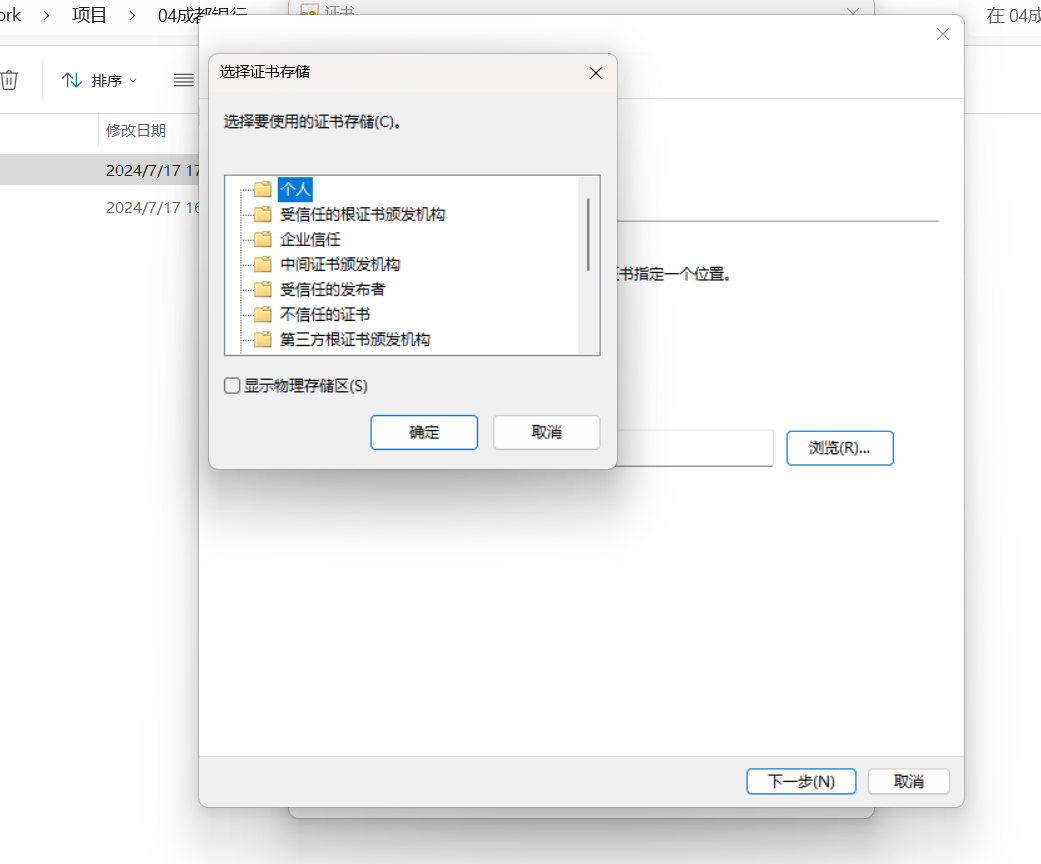 ork > 项目 > 04成都银行
证书
在 04成
排序
选择证书存储
修改日期
选择要使用的证书存储(C)。
2024/7/17 17
个人
2024/7/17 16
受信任的根证书颁发机构
企业信任
中间证书颁发机构
书指定一个位置。
受信任的发布者
不信任的证书
第三方根证书颁发机构
显示物理存储区(S)
确定
取消
浏览(R)...
下一步(N)
取消